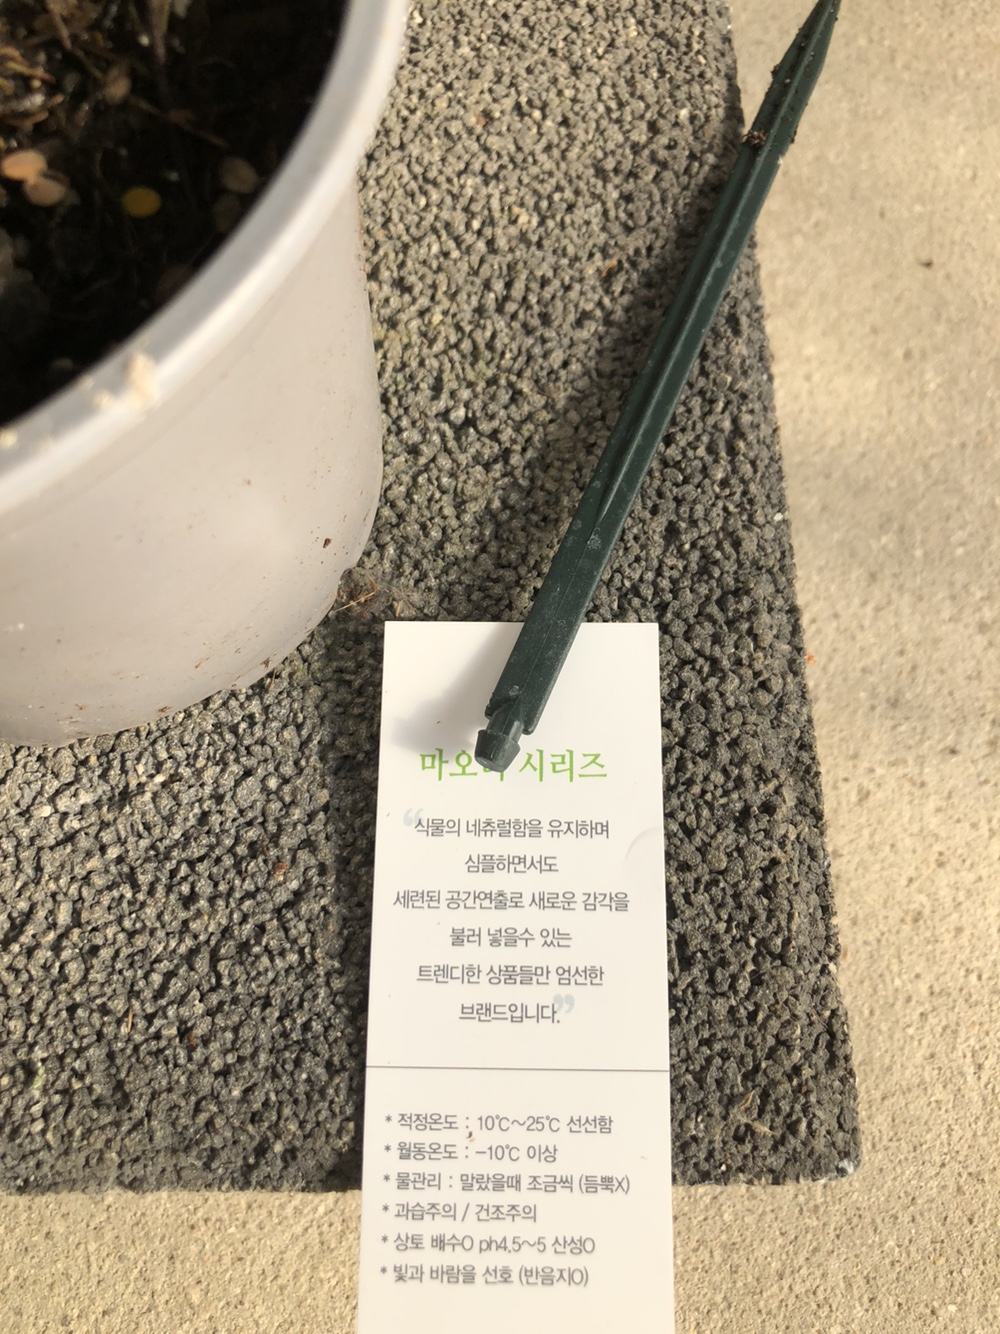 시리즈
“식물의 네츄럴함을 유지하며
심플하면서도
세련된 공간연출로 새로운 감각을
불러 넣을수 있는
트렌디한 상품들만 엄선한
브랜드입니다.”
* 적정온도 : 10℃~25℃ 선선함
* 월동온도 : -10℃ 이상
* 물관리 : 말랐을때 조금씩 (듬뿍X)
* 과습주의 / 건조주의
* 상토 배수O ph4.5~5 산성O
* 빛과 바람을 선호 (반음지O)